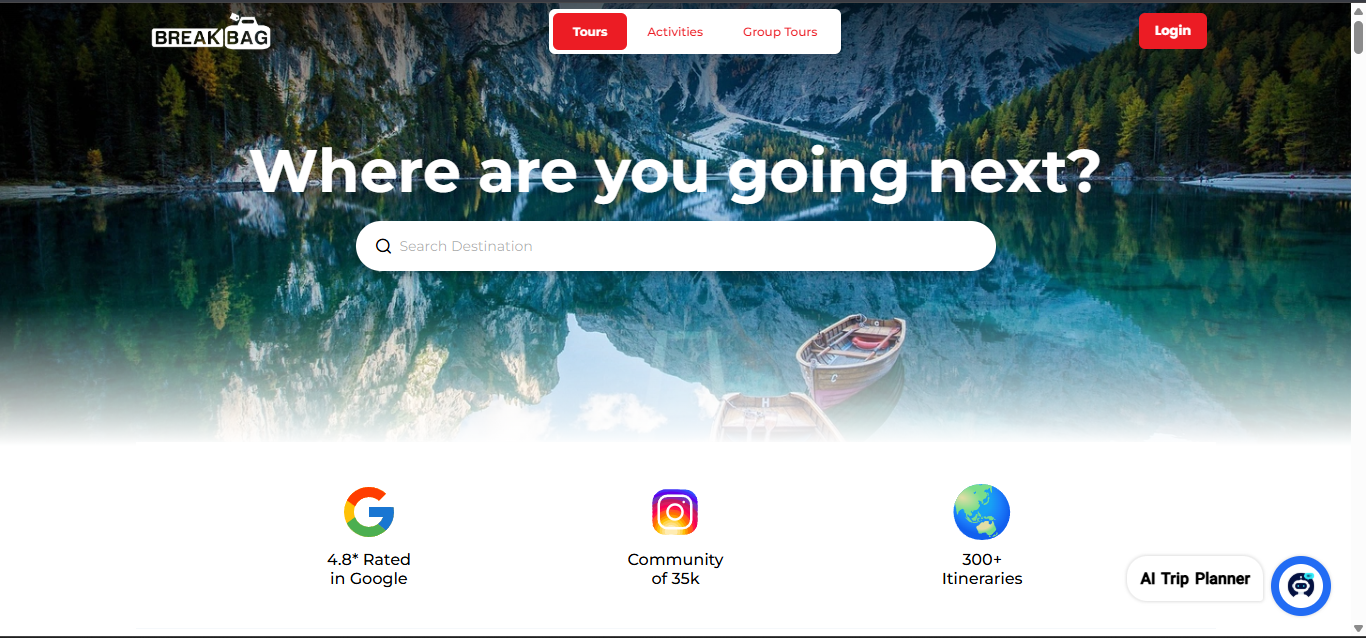 BREAK BAG
Tours
Activities
Group Tours
Login
Where are you going next?
Search Destination
4.8* Rated
in Google
Community
of 35k
300+
Itineraries
AI Trip Planner